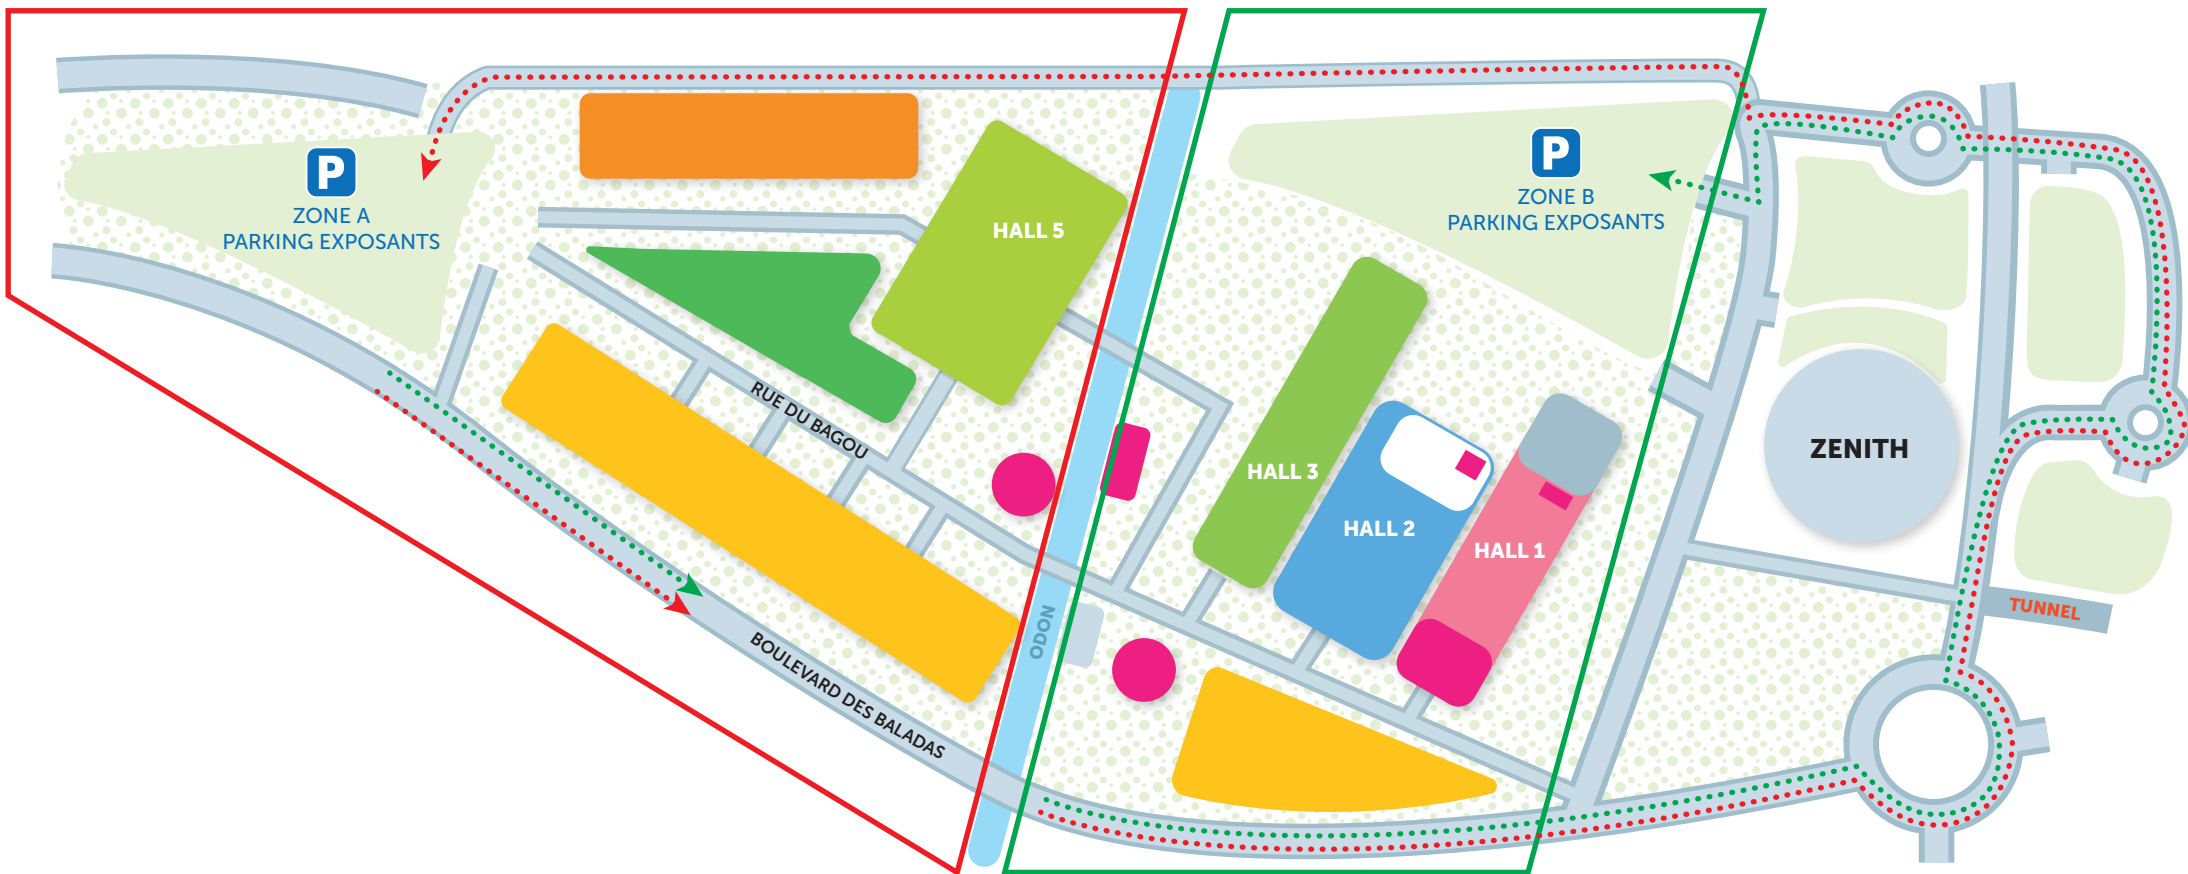 P
ZONE A
PARKING EXPOSANTS
P
ZONE B
PARKING EXPOSANTS
HALL 5
RUE DU BAGOU
HALL 3
HALL 2
HALL 1
ZENITH
ODON
TUNNEL
BOULEVARD DES BALADAS